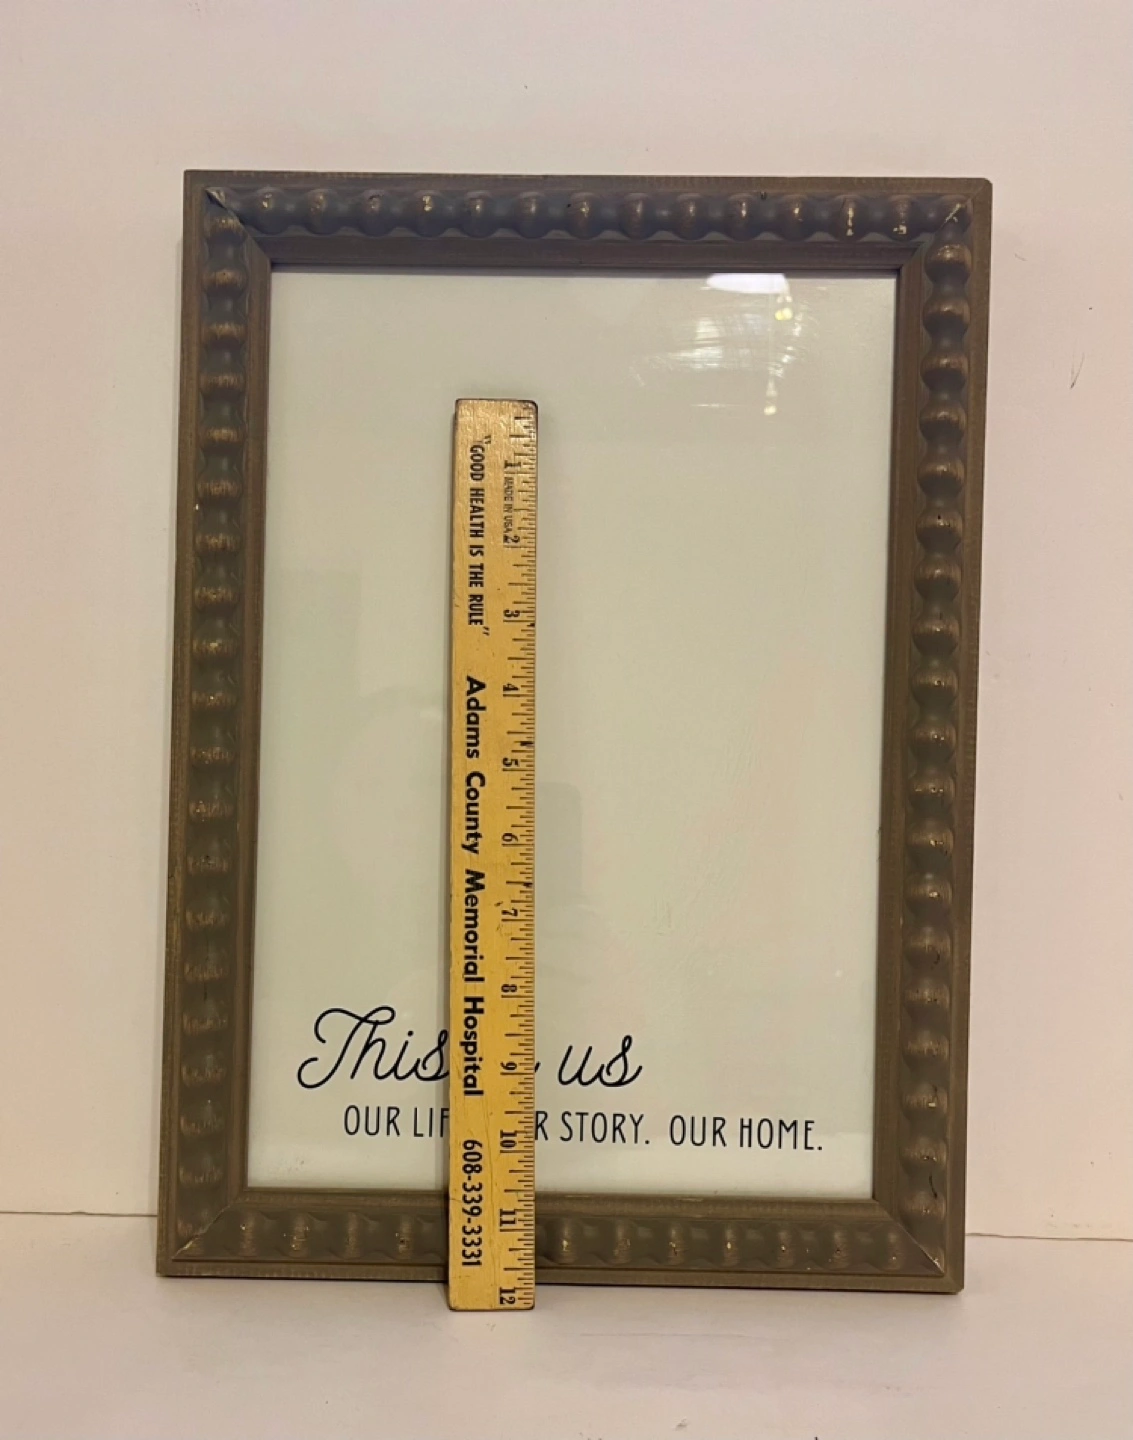 "GOOD HEALTH IS THE RULE" Adams County Memorial Hospital 608-339-3331
1 MADE IN USA 2 3 4 5 6 7 8 9 10 11 12
This us
OUR LIF R STORY. OUR HOME.